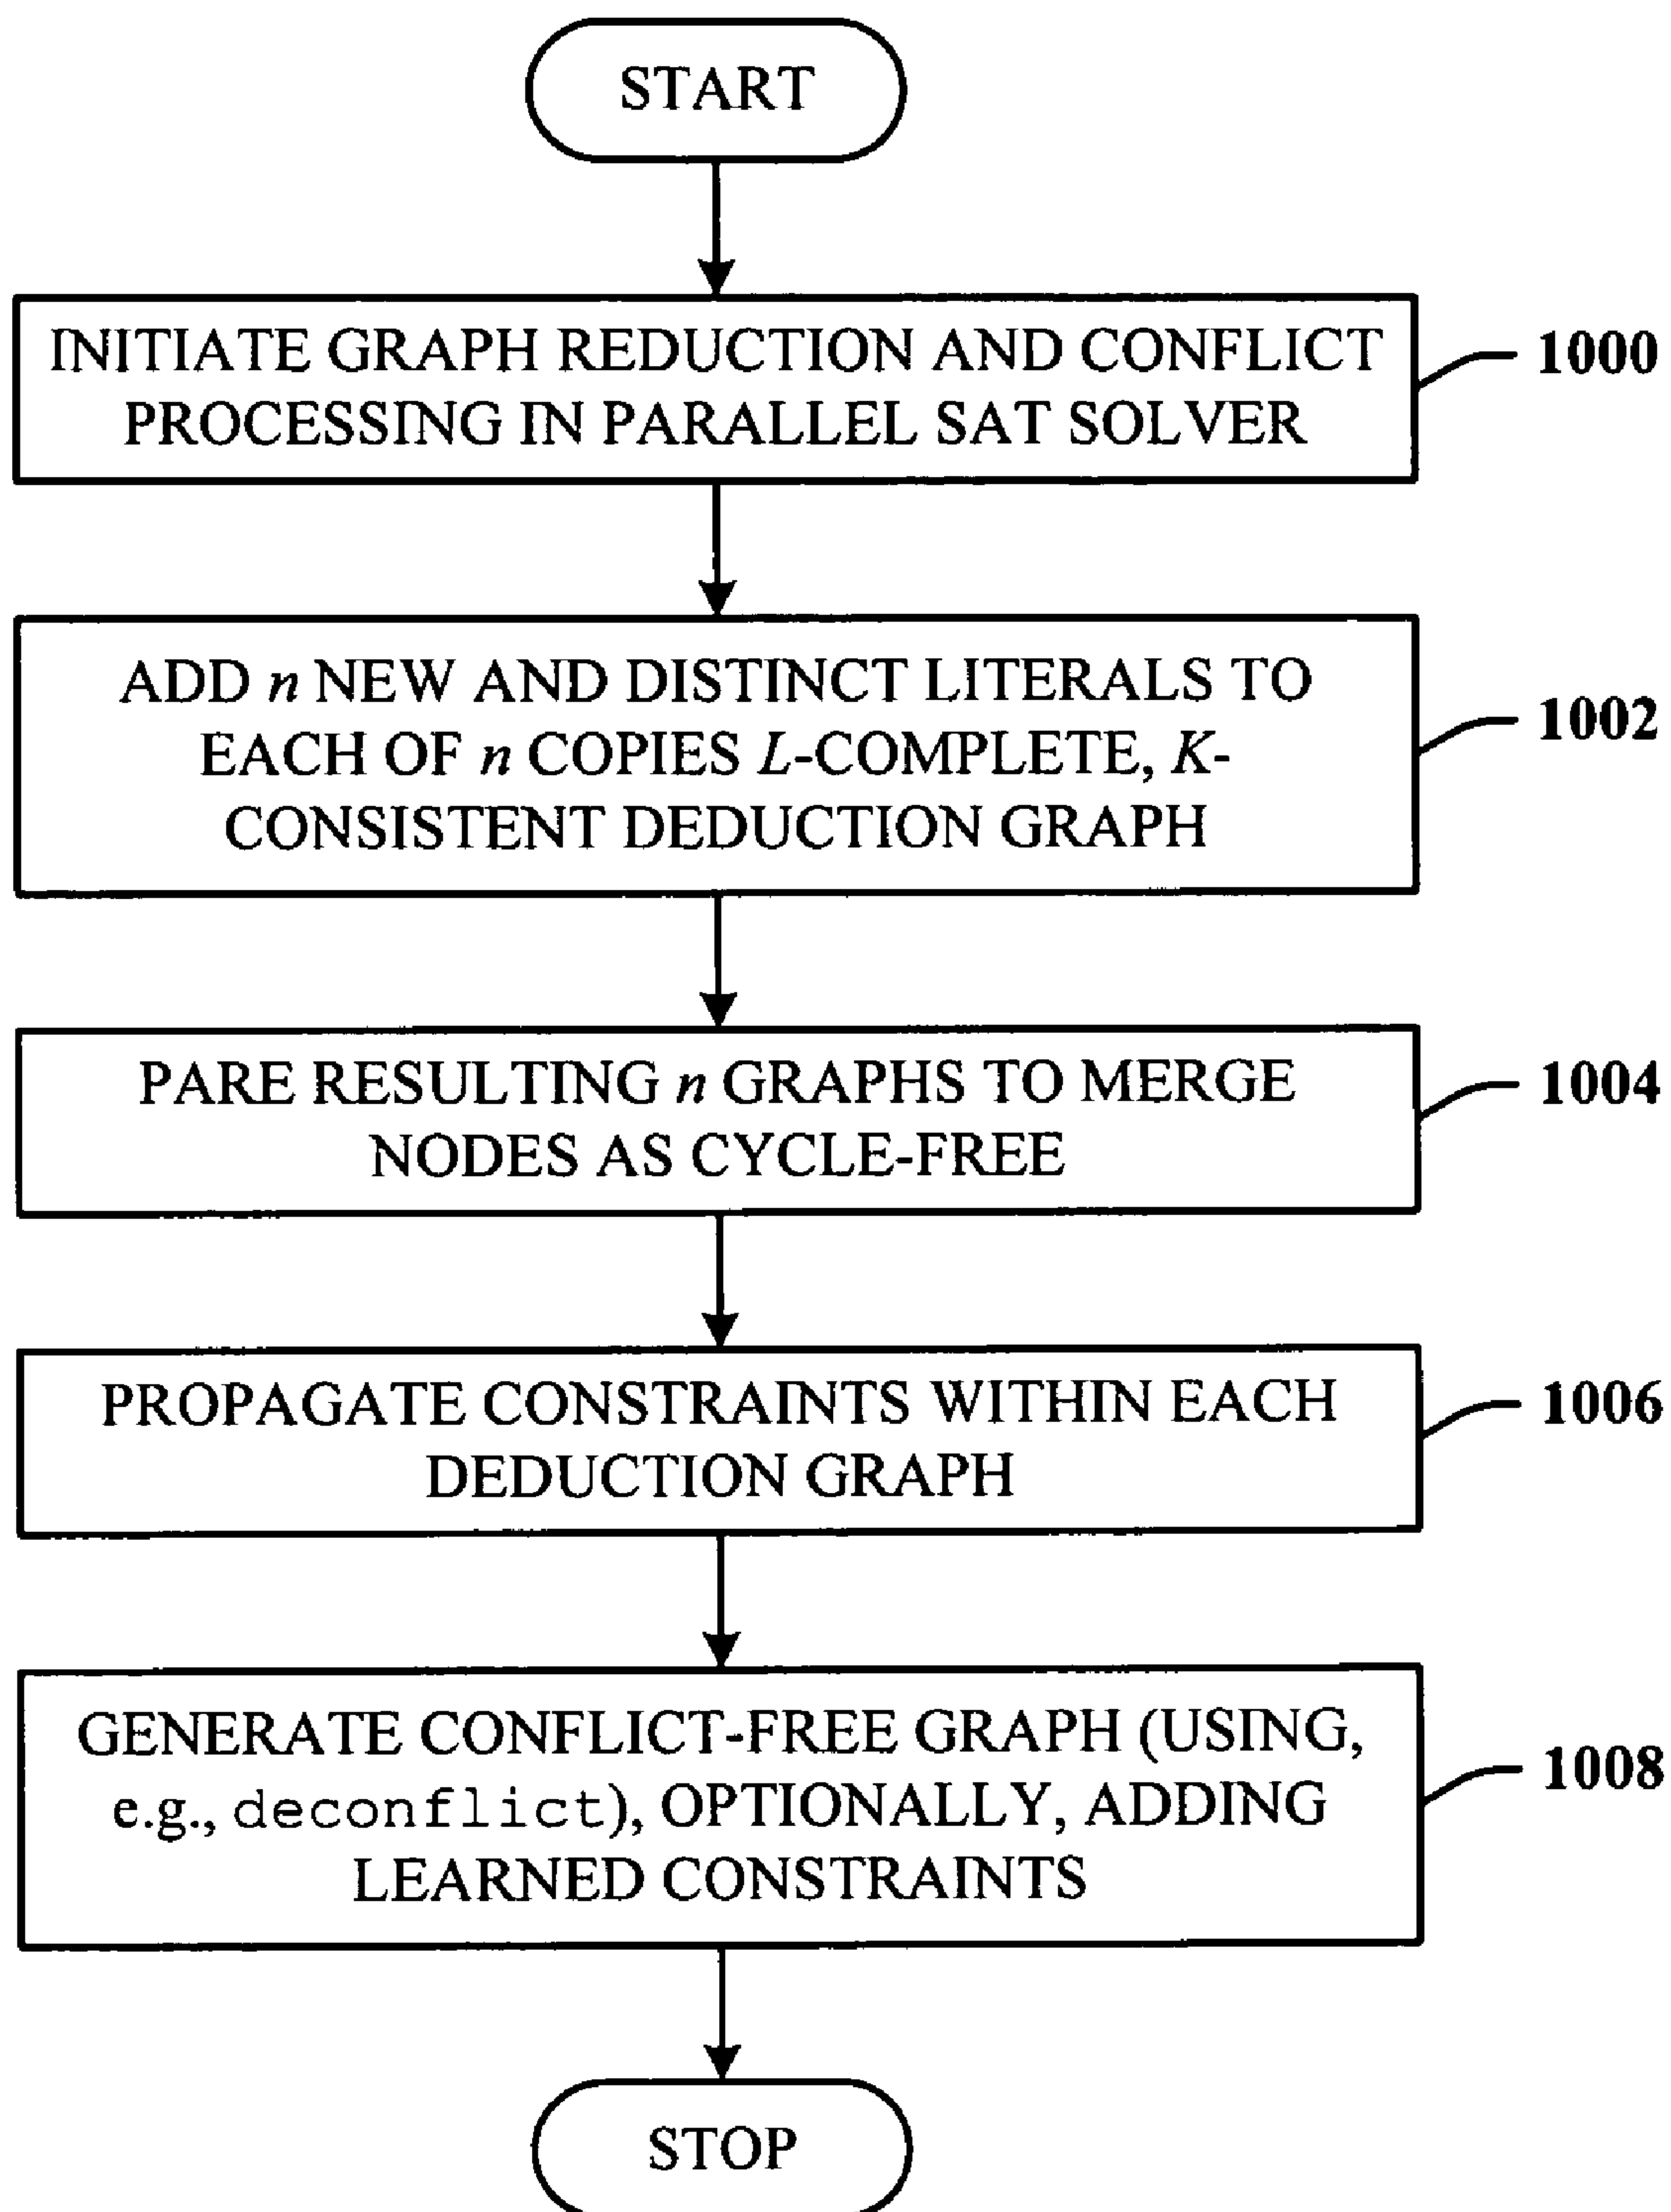 START
INITIATE GRAPH REDUCTION AND CONFLICT
PROCESSING IN PARALLEL SAT SOLVER
1000
ADD n NEW AND DISTINCT LITERALS TO
EACH OF n COPIES L-COMPLETE, K-
CONSISTENT DEDUCTION GRAPH
1002
PARE RESULTING n GRAPHS TO MERGE
NODES AS CYCLE-FREE
1004
PROPAGATE CONSTRAINTS WITHIN EACH
DEDUCTION GRAPH
1006
GENERATE CONFLICT-FREE GRAPH (USING,
e.g., deconflict), OPTIONALLY, ADDING
LEARNED CONSTRAINTS
1008
STOP